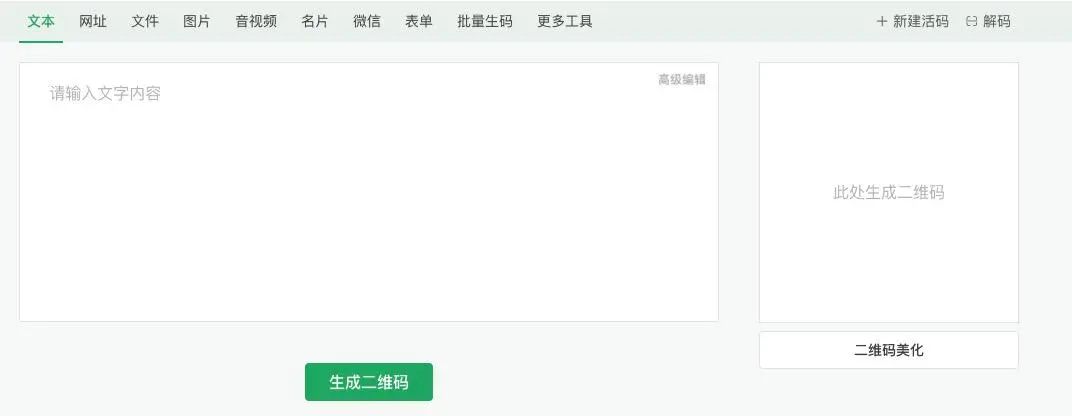 文本 网址 文件 图片 音视频 名片 微信 表单 批量生码 更多工具 + 新建活码 解码
高级编辑
请输入文字内容
此处生成二维码
二维码美化
生成二维码